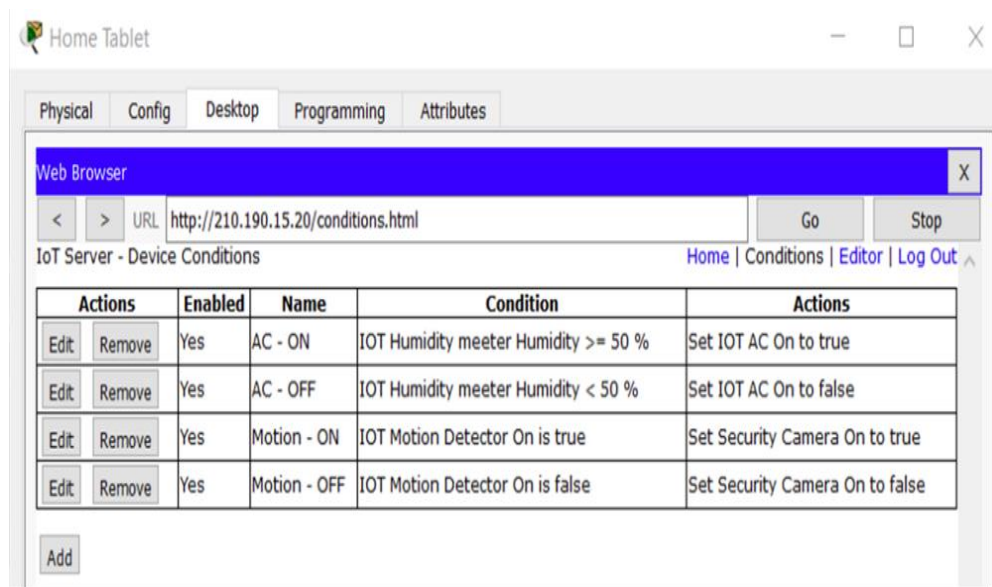 Home Tablet
Physical Config Desktop Programming Attributes
Web Browser X
< > URL http://210.190.15.20/conditions.html Go Stop
IoT Server - Device Conditions Home | Conditions | Editor | Log Out
Actions Enabled Name Condition Actions
Edit Remove Yes AC - ON IOT Humidity meeter Humidity >= 50 % Set IOT AC On to true
Edit Remove Yes AC - OFF IOT Humidity meeter Humidity < 50 % Set IOT AC On to false
Edit Remove Yes Motion - ON IOT Motion Detector On is true Set Security Camera On to true
Edit Remove Yes Motion - OFF IOT Motion Detector On is false Set Security Camera On to false
Add